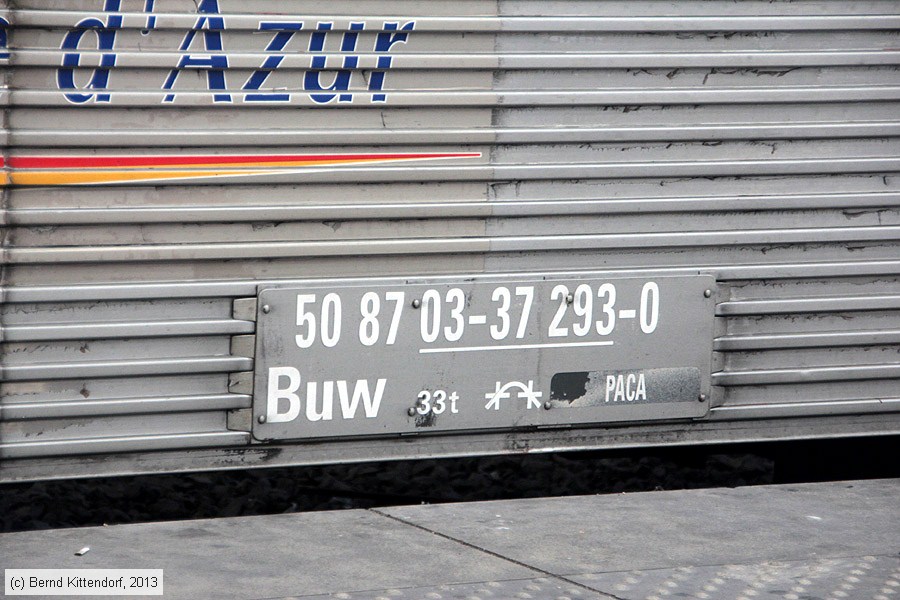 d'Azur
50 87 03-37 293-0
Buw 33t PACA
(c) Bernd Kittendorf, 2013